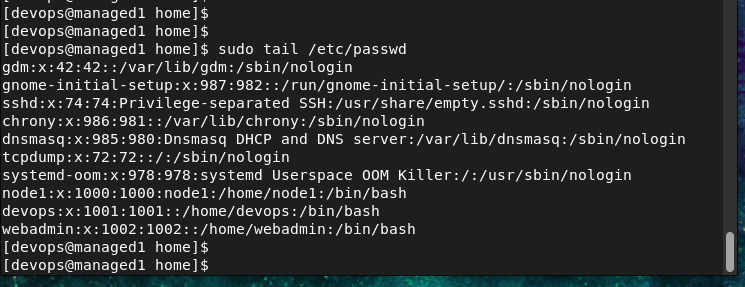 [devops@managed1 home]$
[devops@managed1 home]$
[devops@managed1 home]$ sudo tail /etc/passwd
gdm:x:42:42::/var/lib/gdm:/sbin/nologin
gnome-initial-setup:x:987:982::/run/gnome-initial-setup/:/sbin/nologin
sshd:x:74:74:Privilege-separated SSH:/usr/share/empty.sshd:/sbin/nologin
chrony:x:986:981::/var/lib/chrony:/sbin/nologin
dnsmasq:x:985:980:Dnsmasq DHCP and DNS server:/var/lib/dnsmasq:/sbin/nologin
tcpdump:x:72:72::/:/sbin/nologin
systemd-oom:x:978:978:systemd Userspace OOM Killer:/:/usr/sbin/nologin
node1:x:1000:1000:node1:/home/node1:/bin/bash
devops:x:1001:1001::/home/devops:/bin/bash
webadmin:x:1002:1002::/home/webadmin:/bin/bash
[devops@managed1 home]$
[devops@managed1 home]$